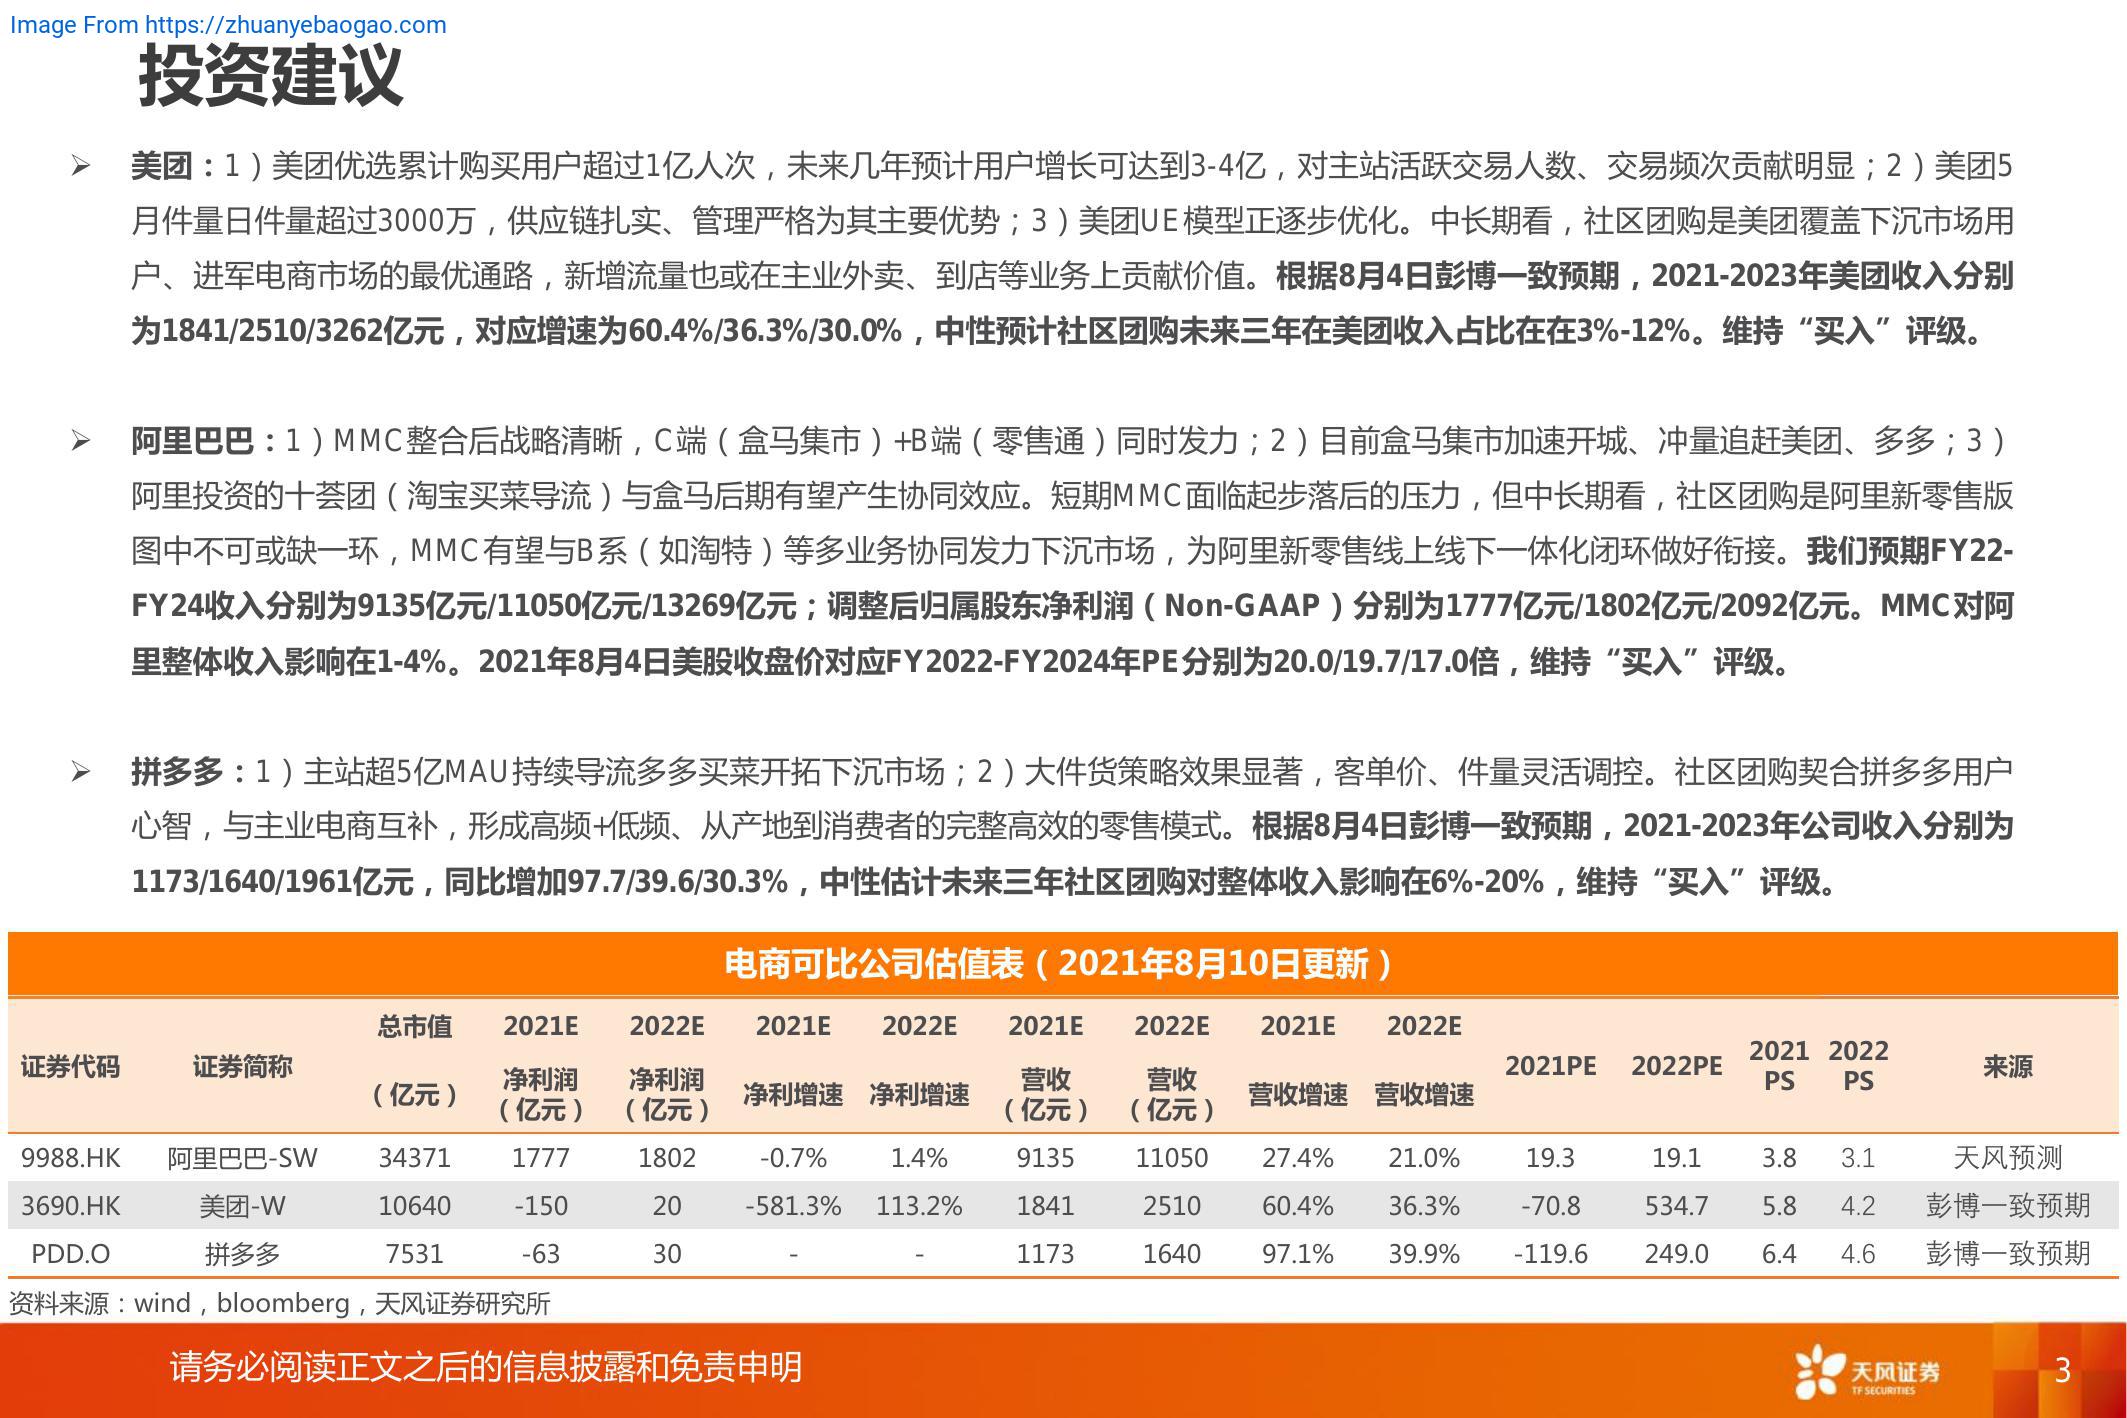 Image From https://zhuanyebaogao.com
投资建议
➢ 美团：1）美团优选累计购买用户超过1亿人次，未来几年预计用户增长可达到3-4亿，对主站活跃交易人数、交易频次贡献明显；2）美团5
月件量日件量超过3000万，供应链扎实、管理严格为其主要优势；3）美团UE模型正逐步优化。中长期看，社区团购是美团覆盖下沉市场用
户、进军电商市场的最优通路，新增流量也或在主业外卖、到店等业务上贡献价值。根据8月4日彭博一致预期，2021-2023年美团收入分别
为1841/2510/3262亿元，对应增速为60.4%/36.3%/30.0%，中性预计社区团购未来三年在美团收入占比在在3%-12%。维持“买入”评级。
➢ 阿里巴巴：1）MMC整合后战略清晰，C端（盒马集市）+B端（零售通）同时发力；2）目前盒马集市加速开城、冲量追赶美团、多多；3）
阿里投资的十荟团（淘宝买菜导流）与盒马后期有望产生协同效应。短期MMC面临起步落后的压力，但中长期看，社区团购是阿里新零售版
图中不可或缺一环，MMC有望与B系（如淘特）等多业务协同发力下沉市场，为阿里新零售线上线下一体化闭环做好衔接。我们预期FY22-
FY24收入分别为9135亿元/11050亿元/13269亿元；调整后归属股东净利润（Non-GAAP）分别为1777亿元/1802亿元/2092亿元。MMC对阿
里整体收入影响在1-4%。2021年8月4日美股收盘价对应FY2022-FY2024年PE分别为20.0/19.7/17.0倍，维持“买入”评级。
➢ 拼多多：1）主站超5亿MAU持续导流多多买菜开拓下沉市场；2）大件货策略效果显著，客单价、件量灵活调控。社区团购契合拼多多用户
心智，与主业电商互补，形成高频+低频、从产地到消费者的完整高效的零售模式。根据8月4日彭博一致预期，2021-2023年公司收入分别为
1173/1640/1961亿元，同比增加97.7/39.6/30.3%，中性估计未来三年社区团购对整体收入影响在6%-20%，维持“买入”评级。
电商可比公司估值表（2021年8月10日更新）
证券代码 证券简称 总市值（亿元） 2021E净利润（亿元） 2022E净利润（亿元） 2021E净利增速 2022E净利增速 2021E营收（亿元） 2022E营收（亿元） 2021E营收增速 2022E营收增速 2021PE 2022PE 2021PS 2022PS 来源
9988.HK 阿里巴巴-SW 34371 1777 1802 -0.7% 1.4% 9135 11050 27.4% 21.0% 19.3 19.1 3.8 3.1 天风预测
3690.HK 美团-W 10640 -150 20 -581.3% 113.2% 1841 2510 60.4% 36.3% -70.8 534.7 5.8 4.2 彭博一致预期
PDD.O 拼多多 7531 -63 30 - - 1173 1640 97.1% 39.9% -119.6 249.0 6.4 4.6 彭博一致预期
资料来源：wind，bloomberg，天风证券研究所
请务必阅读正文之后的信息披露和免责申明
天风证券
TF SECURITIES
3